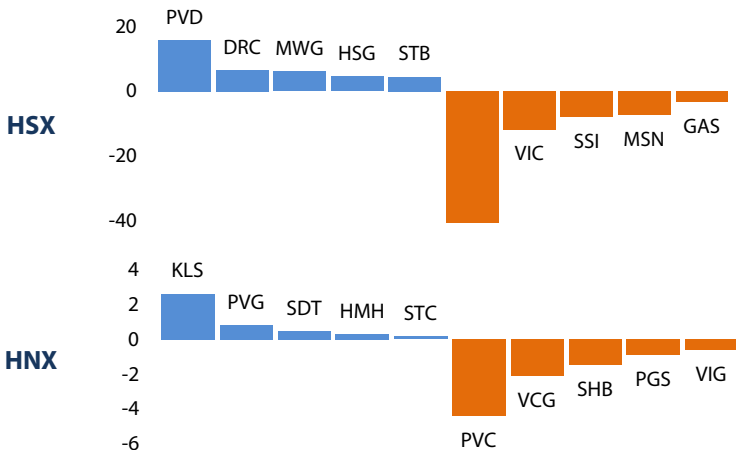 PVD
20
DRC MWG HSG STB
0
HSX
GAS
VIC SSI MSN
-20
-40
4
KLS
2
PVG SDT HMH STC
0
HNX
-2
VCG SHB PGS VIG
-4
PVC
-6